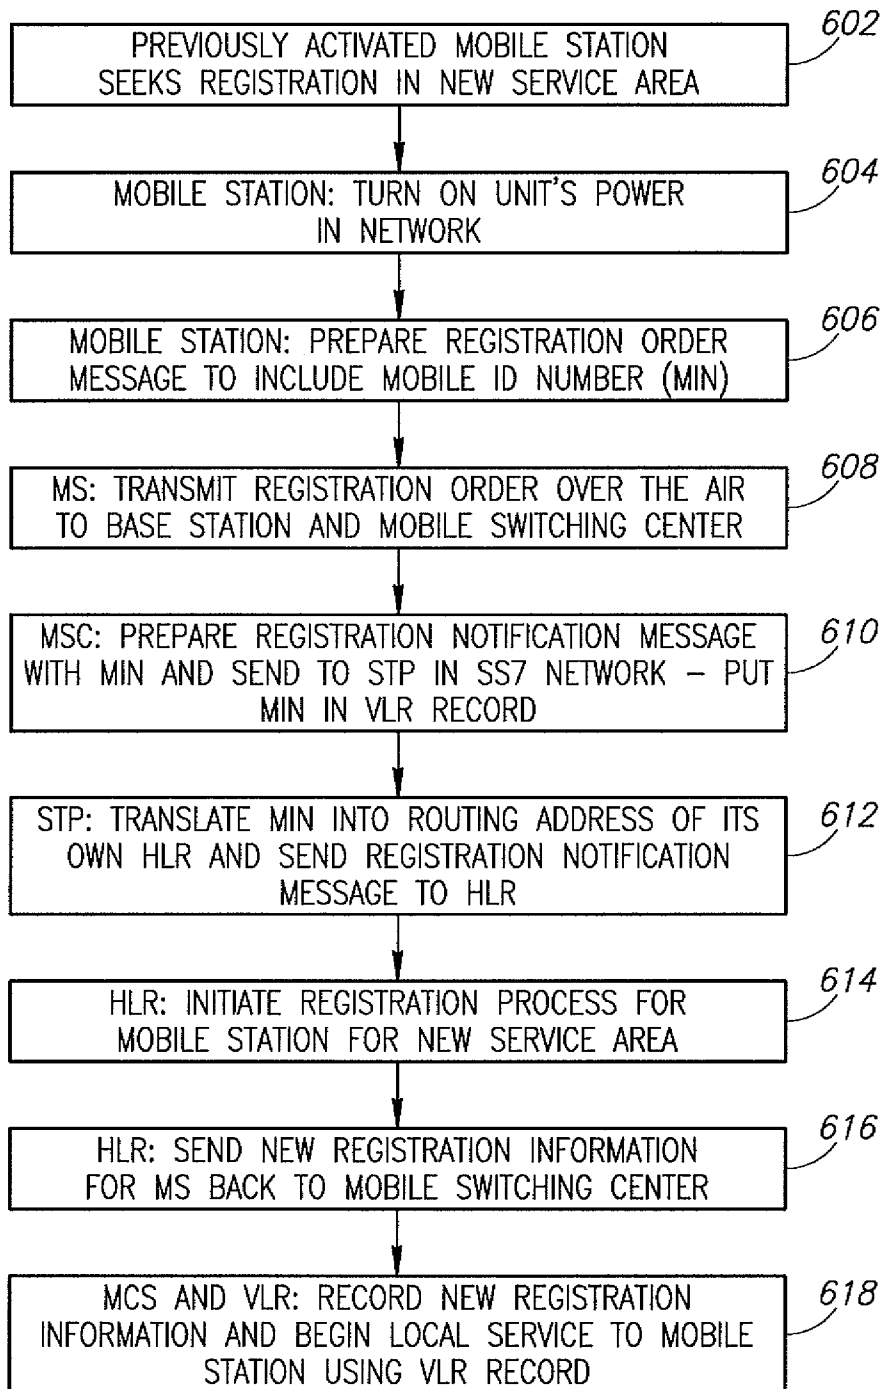 602
PREVIOUSLY ACTIVATED MOBILE STATION
SEEKS REGISTRATION IN NEW SERVICE AREA
604
MOBILE STATION: TURN ON UNIT'S POWER
IN NETWORK
606
MOBILE STATION: PREPARE REGISTRATION ORDER
MESSAGE TO INCLUDE MOBILE ID NUMBER (MIN)
608
MS: TRANSMIT REGISTRATION ORDER OVER THE AIR
TO BASE STATION AND MOBILE SWITCHING CENTER
610
MSC: PREPARE REGISTRATION NOTIFICATION MESSAGE
WITH MIN AND SEND TO STP IN SS7 NETWORK – PUT
MIN IN VLR RECORD
612
STP: TRANSLATE MIN INTO ROUTING ADDRESS OF ITS
OWN HLR AND SEND REGISTRATION NOTIFICATION
MESSAGE TO HLR
614
HLR: INITIATE REGISTRATION PROCESS FOR
MOBILE STATION FOR NEW SERVICE AREA
616
HLR: SEND NEW REGISTRATION INFORMATION
FOR MS BACK TO MOBILE SWITCHING CENTER
618
MCS AND VLR: RECORD NEW REGISTRATION
INFORMATION AND BEGIN LOCAL SERVICE TO MOBILE
STATION USING VLR RECORD